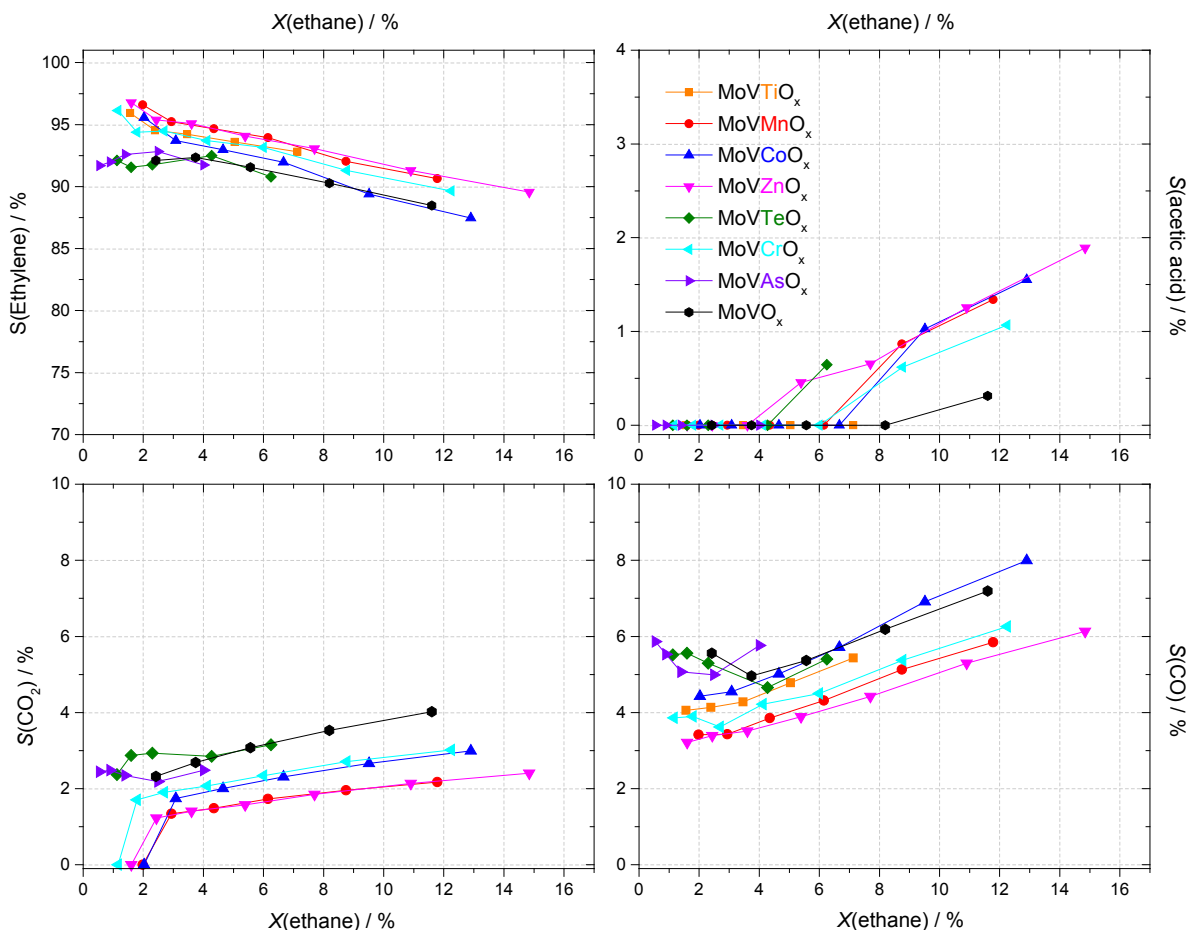 X(ethane) / %
X(ethane) / %
100
95
90
85
80
75
70
S(Ethylene) / %
0 2 4 6 8 10 12 14 16
4
3
2
1
0
S(acetic acid) / %
MoVTiOₓ
MoVMnOₓ
MoVCoOₓ
MoVZnOₓ
MoVTeOₓ
MoVCrOₓ
MoVAsOₓ
MoVOₓ
0 2 4 6 8 10 12 14 16
10
8
6
4
2
0
S(CO₂) / %
0 2 4 6 8 10 12 14 16
X(ethane) / %
10
8
6
4
2
0
S(CO) / %
0 2 4 6 8 10 12 14 16
X(ethane) / %